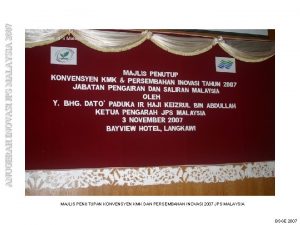 ANUGERAH INOVASI JPS MALAYSIA 2007
MAJLIS PENUTUP
KONVENSYEN KMK & PERSEMBAHAN INOVASI TAHUN 2007
JABATAN PENGAIRAN DAN SALIRAN MALAYSIA
OLEH
Y. BHG. DATO' PADUKA IR HAJI KEIZRUL BIN ABDULLAH
KETUA PENGARAH JPS MALAYSIA
3 NOVEMBER 2007
BAYVIEW HOTEL, LANGKAWI
MAJLIS PENUTUPAN KONVENSYEN KMK DAN PERSEMBAHAN INOVASI 2007 JPS MALAYSIA
2007